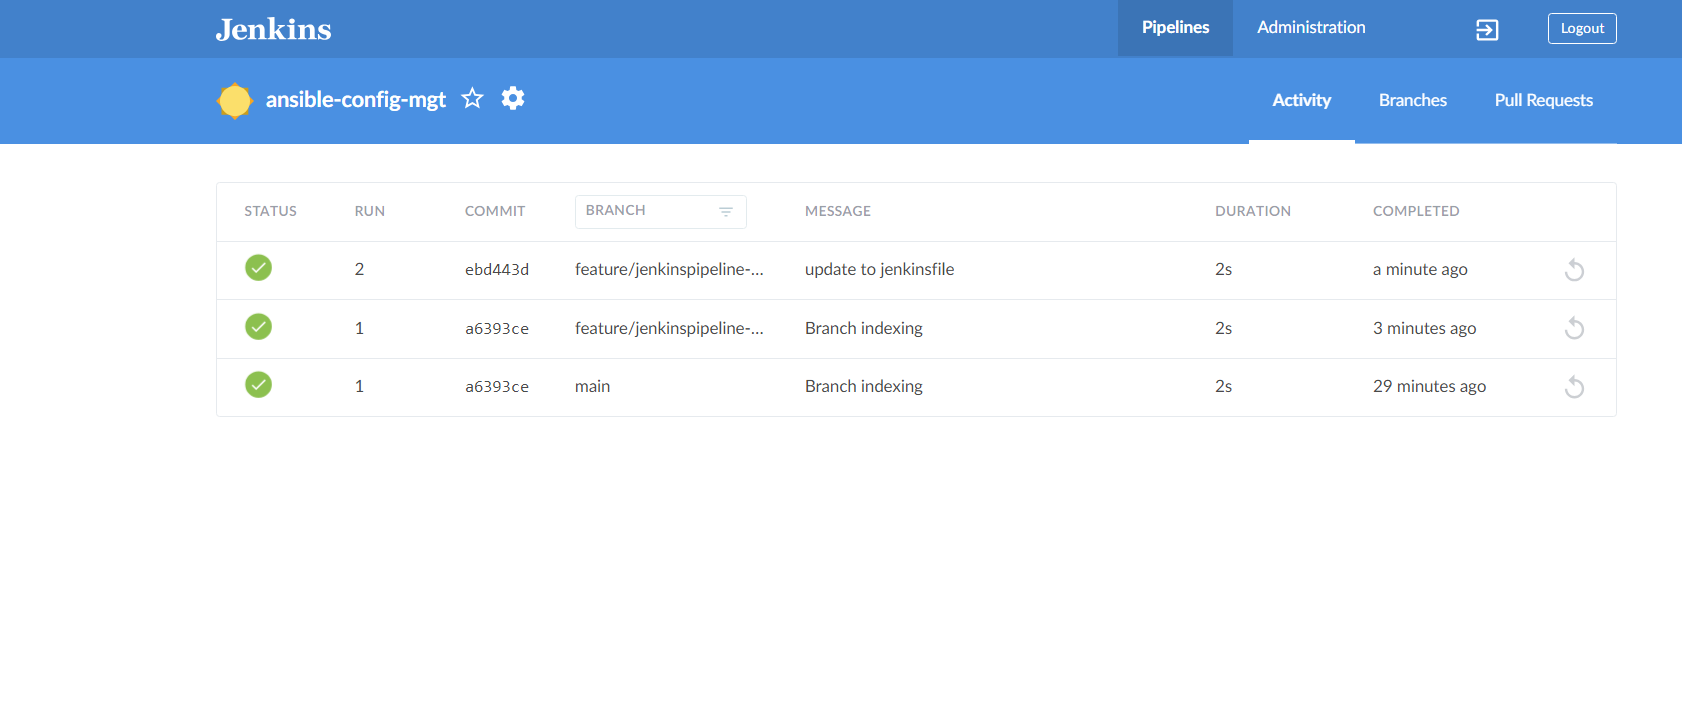 Jenkins Pipelines Administration Logout
ansible-config-mgt Activity Branches Pull Requests
STATUS RUN COMMIT BRANCH MESSAGE DURATION COMPLETED
2 ebd443d feature/jenkinspipeline-... update to jenkinsfile 2s a minute ago
1 a6393ce feature/jenkinspipeline-... Branch indexing 2s 3 minutes ago
1 a6393ce main Branch indexing 2s 29 minutes ago